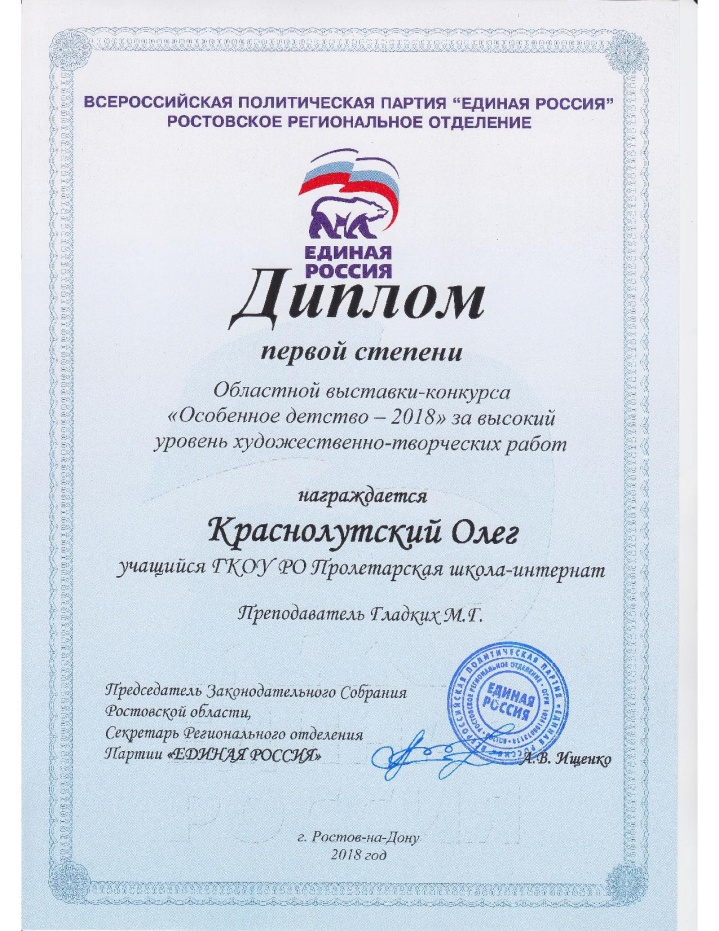 ВСЕРОССИЙСКАЯ ПОЛИТИЧЕСКАЯ ПАРТИЯ “ЕДИНАЯ РОССИЯ”
РОСТОВСКОЕ РЕГИОНАЛЬНОЕ ОТДЕЛЕНИЕ
ЕДИНАЯ
РОССИЯ
Диплом
первой степени
Областной выставки-конкурса
«Особенное детство – 2018» за высокий
уровень художественно-творческих работ
награждается
Краснолутский Олег
учащийся ГКОУ РО Пролетарская школа-интернат
Преподаватель Гладких М.Г.
Председатель Законодательного Собрания
Ростовской области,
Секретарь Регионального отделения
Партии «ЕДИНАЯ РОССИЯ»
А.В. Ищенко
ВСЕРОССИЙСКАЯ ПОЛИТИЧЕСКАЯ ПАРТИЯ «ЕДИНАЯ РОССИЯ»
РОСТОВСКОЕ РЕГИОНАЛЬНОЕ ОТДЕЛЕНИЕ
ЕДИНАЯ
РОССИЯ
г. Ростов-на-Дону
2018 год